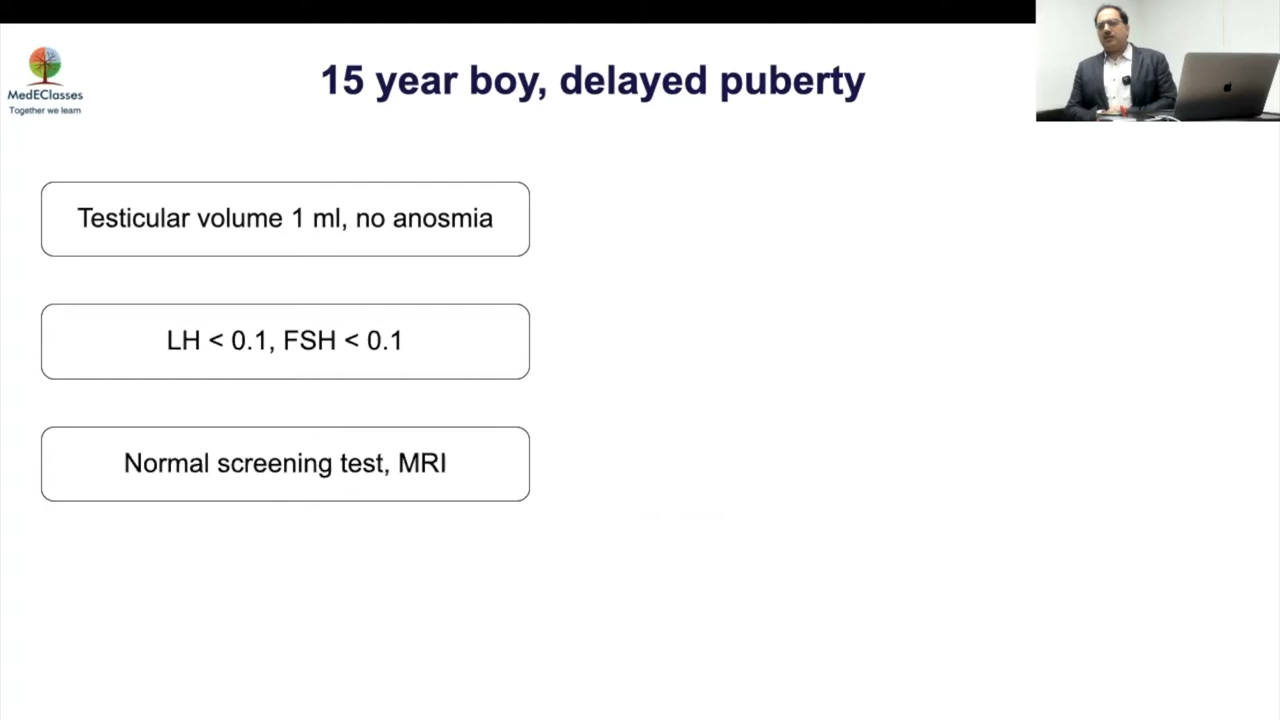 15 year boy, delayed puberty
MedEClasses
Together we learn
Testicular volume 1 ml, no anosmia
LH < 0.1, FSH < 0.1
Normal screening test, MRI